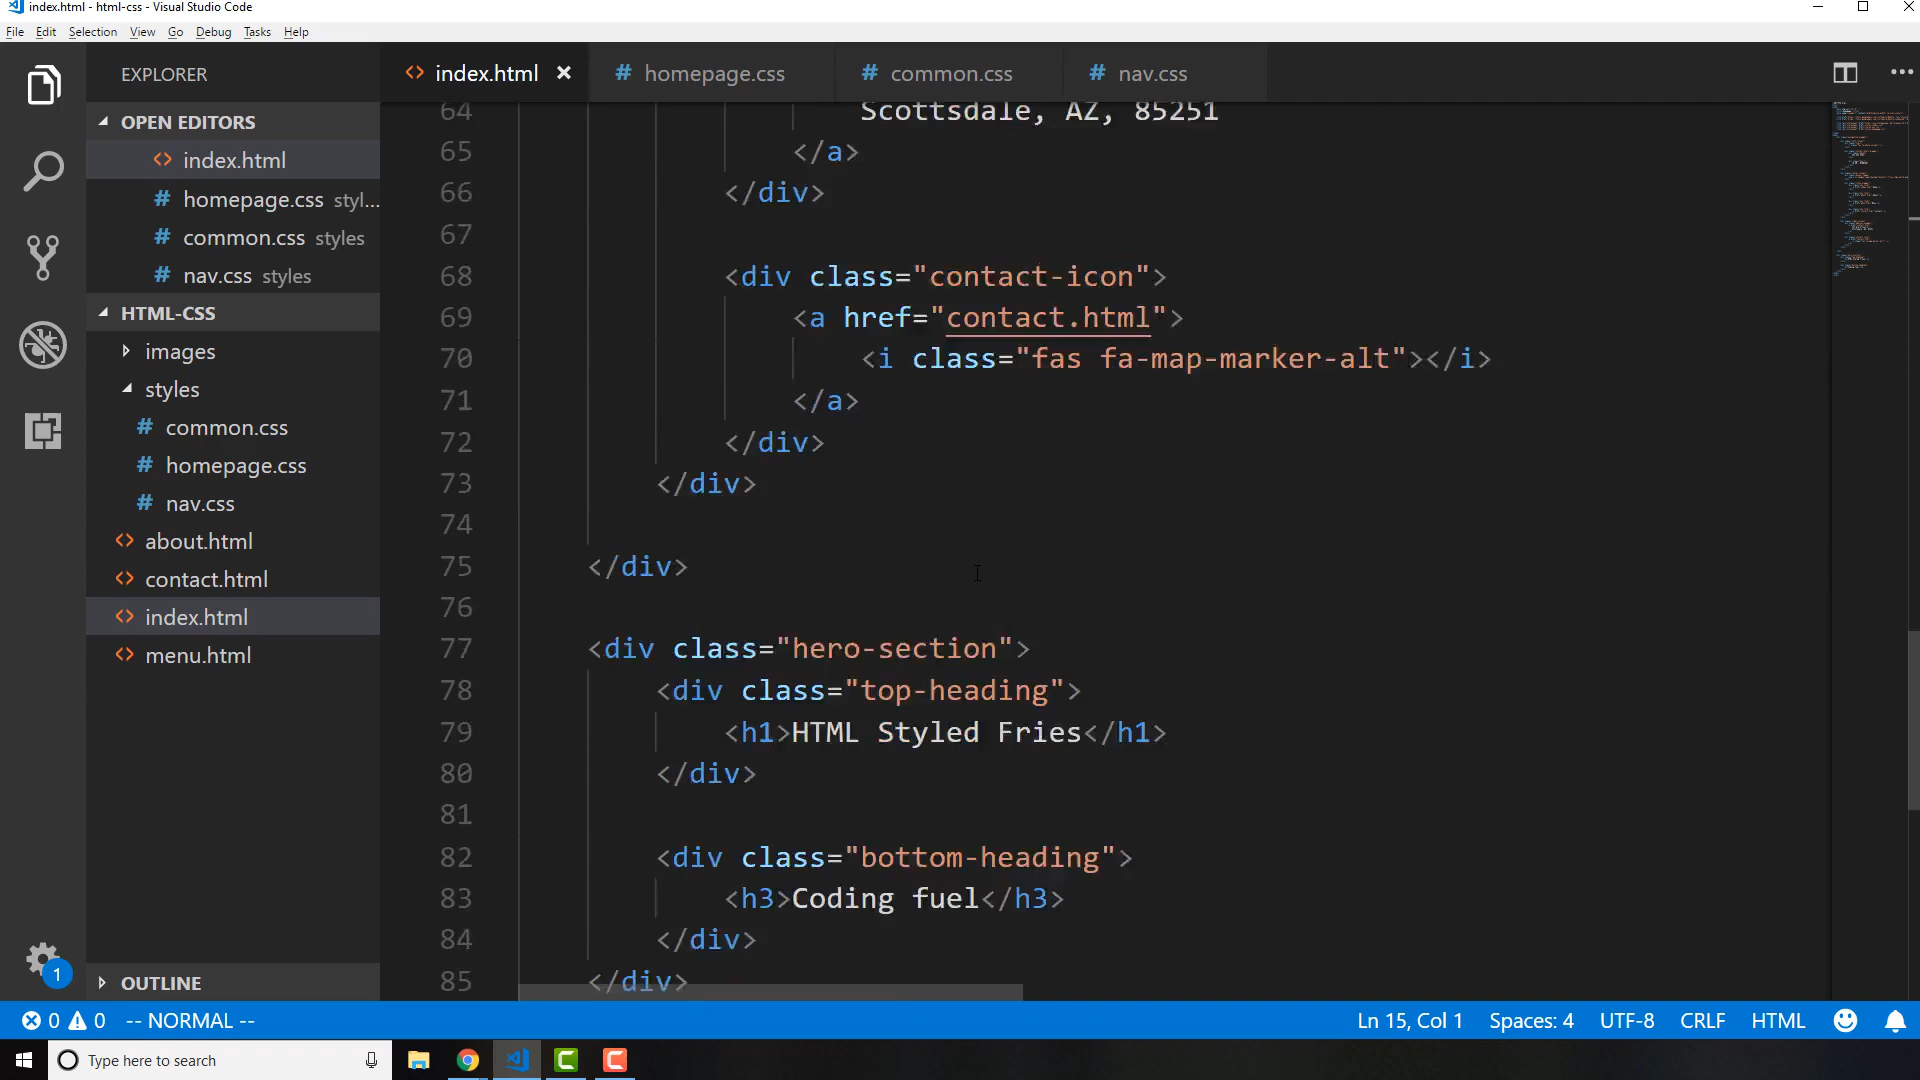 index.html - html-css - Visual Studio Code
File Edit Selection View Go Debug Tasks Help
EXPLORER
OPEN EDITORS
index.html
homepage.css styl...
common.css styles
nav.css styles
HTML-CSS
images
styles
common.css
homepage.css
nav.css
about.html
contact.html
index.html
menu.html
OUTLINE
1
index.html homepage.css common.css nav.css
64 Scottsdale, AZ, 85251
65 </a>
66 </div>
67
68 <div class="contact-icon">
69 <a href="contact.html">
70 <i class="fas fa-map-marker-alt"></i>
71 </a>
72 </div>
73 </div>
74
75 </div>
76
77 <div class="hero-section">
78 <div class="top-heading">
79 <h1>HTML Styled Fries</h1>
80 </div>
81
82 <div class="bottom-heading">
83 <h3>Coding fuel</h3>
84 </div>
85 </div>
0 0 -- NORMAL -- Ln 15, Col 1 Spaces: 4 UTF-8 CRLF HTML
Type here to search